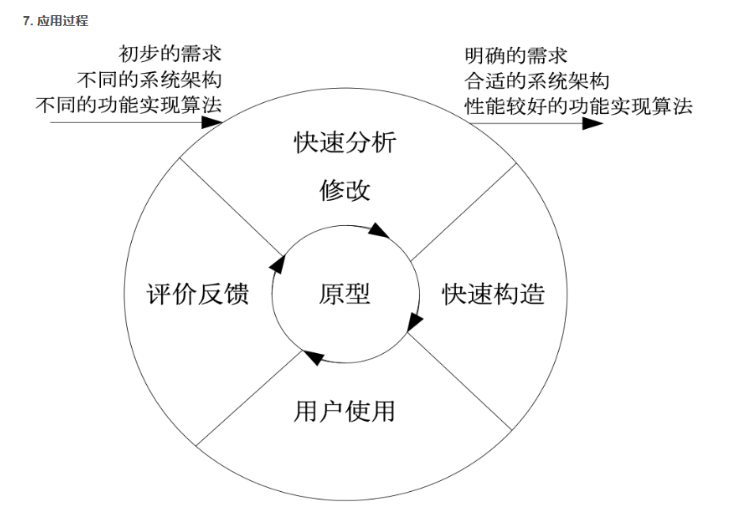 7. 应用过程
初步的需求
不同的系统架构
不同的功能实现算法
明确的需求
合适的系统架构
性能较好的功能实现算法
快速分析
修改
评价反馈
原型
快速构造
用户使用